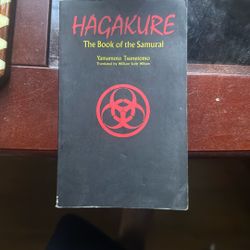 HAGAKURE
The Book of the Samurai
Yamamoto Tsunetomo
Translated by William Scott Wilson